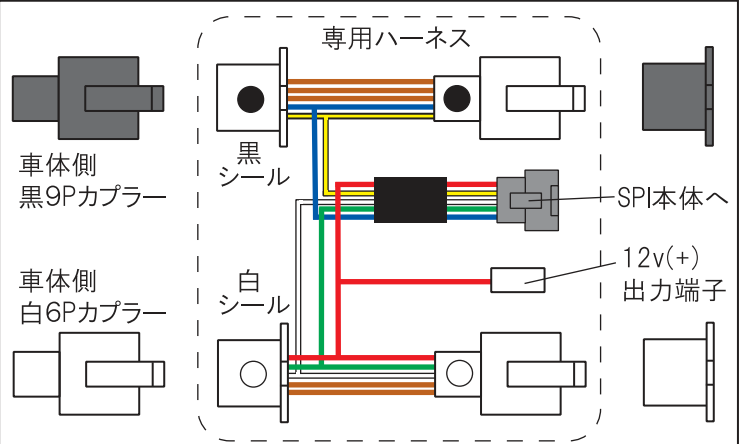 専用ハーネス
車体側
黒9Pカプラー
黒
シール
SPI本体へ
12v(+)
出力端子
車体側
白6Pカプラー
白
シール